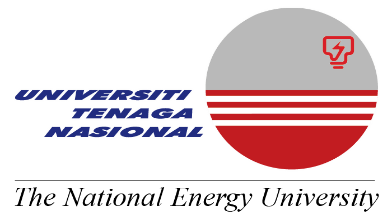 UNIVERSITI
TENAGA
NASIONAL
The National Energy University